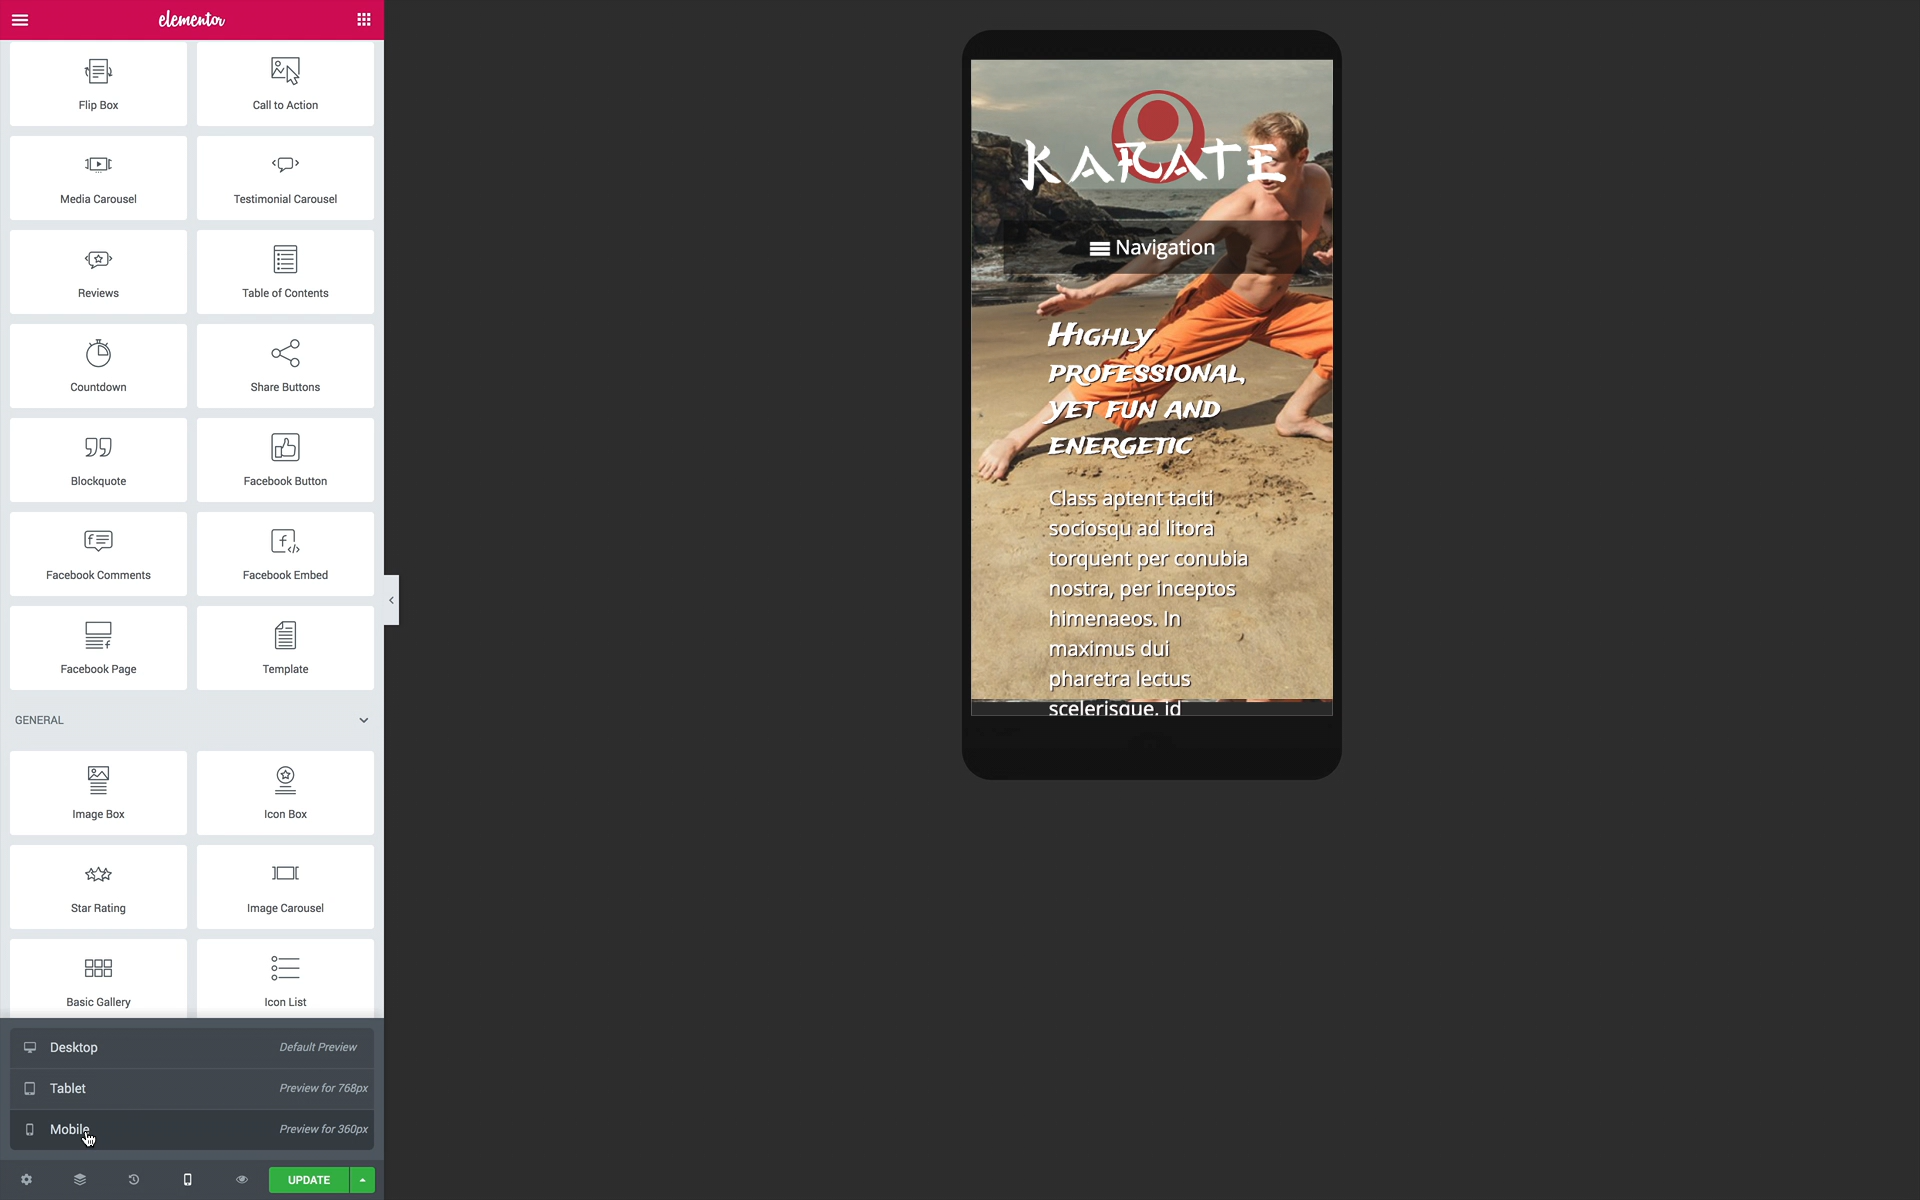 elementor
Flip Box
Call to Action
Media Carousel
Testimonial Carousel
Reviews
Table of Contents
Countdown
Share Buttons
Blockquote
Facebook Button
Facebook Comments
Facebook Embed
Facebook Page
Template
GENERAL
Image Box
Icon Box
Star Rating
Image Carousel
Basic Gallery
Icon List
Desktop
Default Preview
Tablet
Preview for 768px
Mobile
Preview for 360px
UPDATE
KARATE
Navigation
Highly
professional,
yet fun and
energetic
Class aptent taciti
sociosqu ad litora
torquent per conubia
nostra, per inceptos
himenaeos. In
maximus dui
pharetra lectus
scelerisque, id